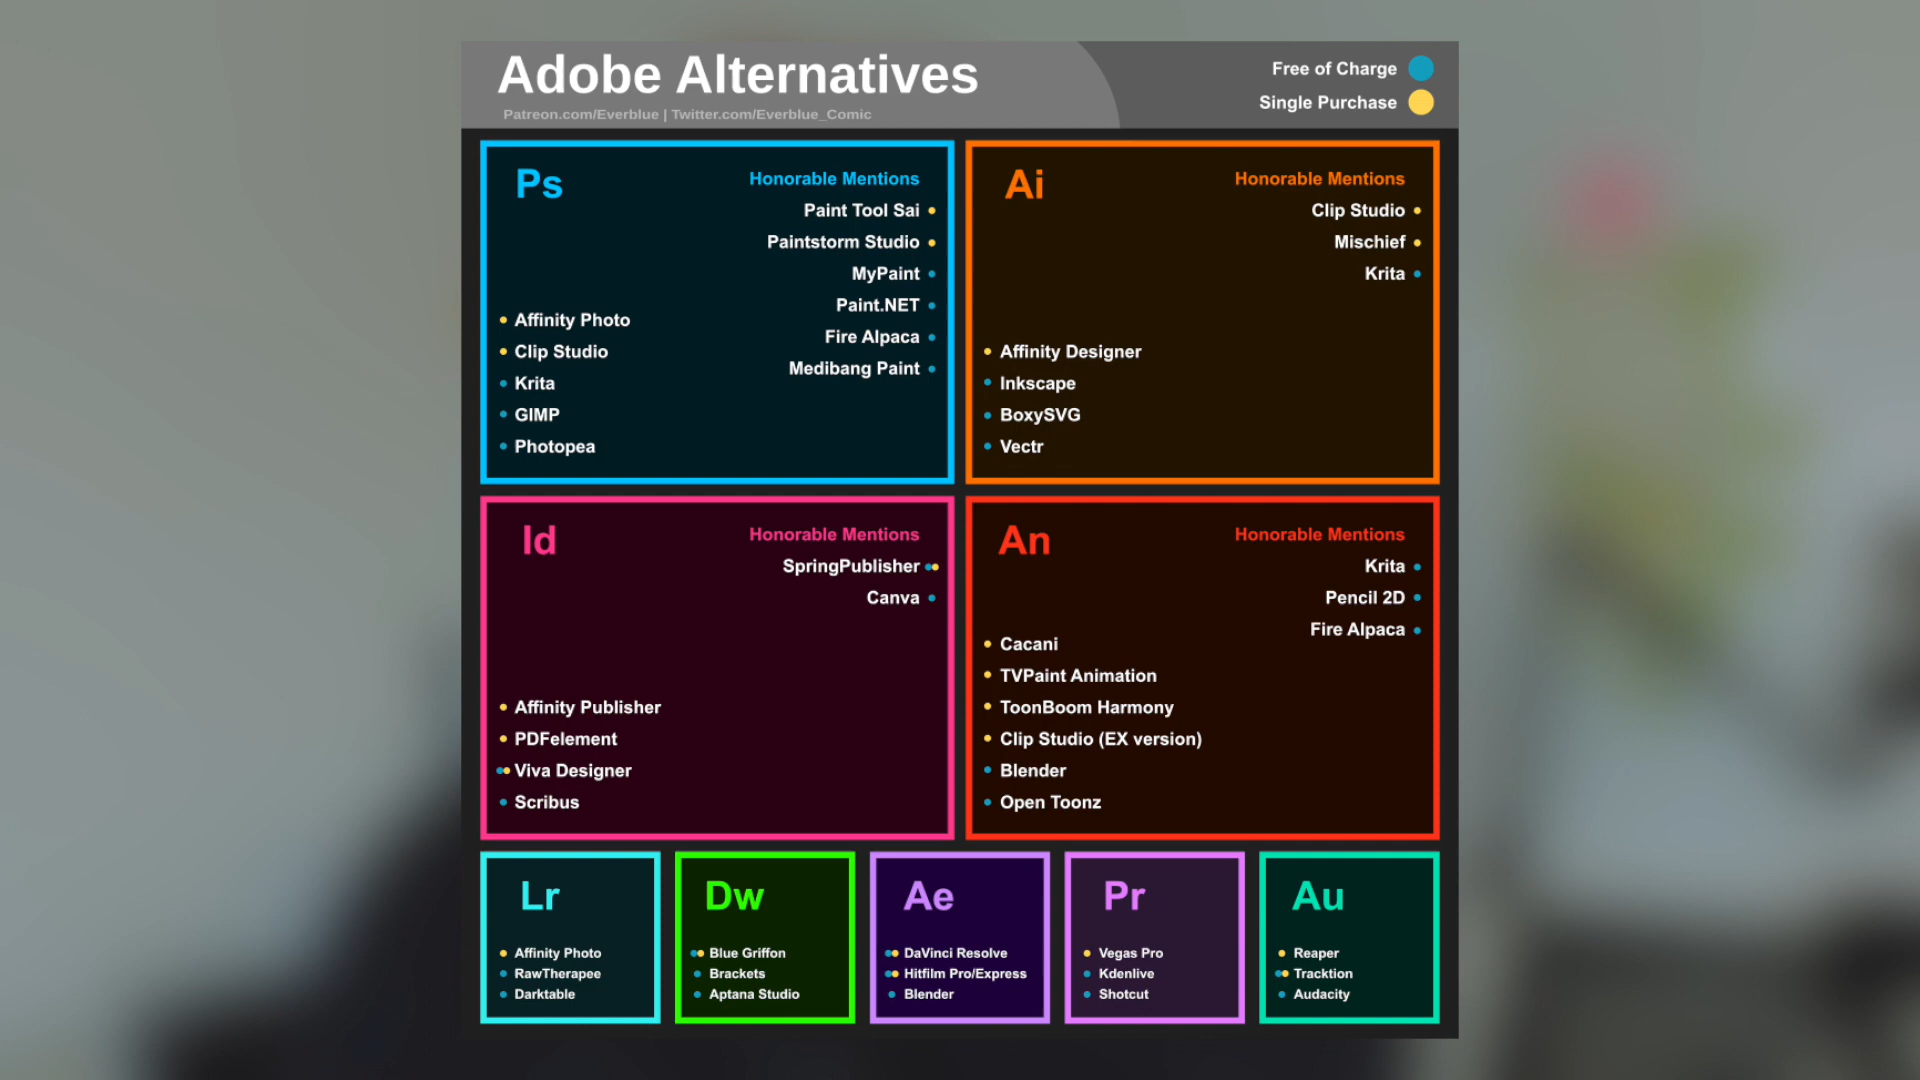 Adobe Alternatives
Patreon.com/Everblue | Twitter.com/Everblue_Comic
Free of Charge
Single Purchase
Ps
Honorable Mentions
Paint Tool Sai
Paintstorm Studio
MyPaint
Paint.NET
Fire Alpaca
Medibang Paint
Affinity Photo
Clip Studio
Krita
GIMP
Photopea
Ai
Honorable Mentions
Clip Studio
Mischief
Krita
Affinity Designer
Inkscape
BoxySVG
Vectr
Id
Honorable Mentions
SpringPublisher
Canva
Affinity Publisher
PDFelement
Viva Designer
Scribus
An
Honorable Mentions
Krita
Pencil 2D
Fire Alpaca
Cacani
TVPaint Animation
ToonBoom Harmony
Clip Studio (EX version)
Blender
Open Toonz
Lr
Affinity Photo
RawTherapee
Darktable
Dw
Blue Griffon
Brackets
Aptana Studio
Ae
DaVinci Resolve
Hitfilm Pro/Express
Blender
Pr
Vegas Pro
Kdenlive
Shotcut
Au
Reaper
Tracktion
Audacity